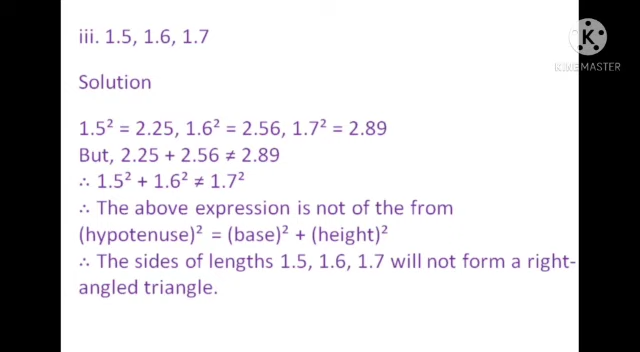 iii. 1.5, 1.6, 1.7
Solution
1.5² = 2.25, 1.6² = 2.56, 1.7² = 2.89
But, 2.25 + 2.56 ≠ 2.89
∴ 1.5² + 1.6² ≠ 1.7²
∴ The above expression is not of the from
(hypotenuse)² = (base)² + (height)²
∴ The sides of lengths 1.5, 1.6, 1.7 will not form a right-
angled triangle.
K
KINEMASTER